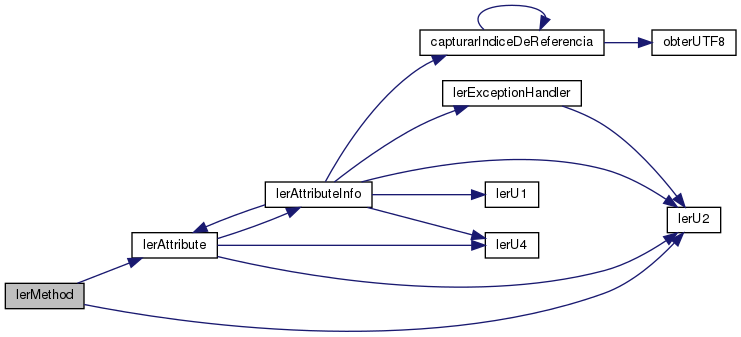 capturarIndiceDeReferencia
obterUTF8
lerExceptionHandler
lerAttributeInfo
lerU1
lerU2
lerAttribute
lerU4
lerMethod